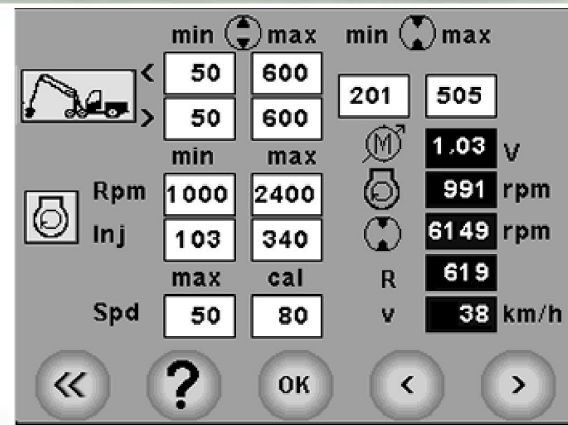 min max min max
< 50 600
201 505
> 50 600
min max
M 1.03 V
Rpm 1000 2400
991 rpm
Inj 103 340
6149 rpm
max cal
R 619
Spd 50 80
v 38 km/h
« ? OK < >